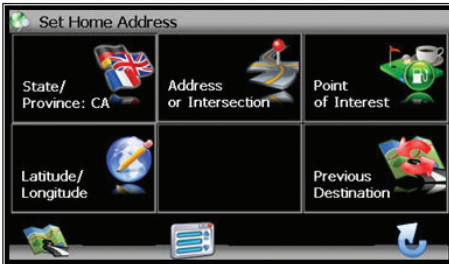 Set Home Address
State/
Province: CA
Address
or Intersection
Point
of Interest
Latitude/
Longitude
Previous
Destination